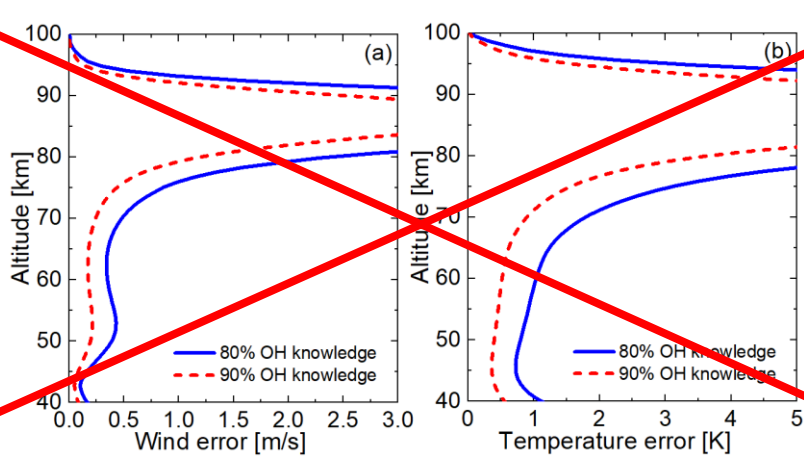 (a)
100
90
80
70
60
50
40
Altitude [km]
80% OH knowledge
90% OH knowledge
0.0 0.5 1.0 1.5 2.0 2.5 3.0
Wind error [m/s]
(b)
100
90
80
70
60
50
40
Altitude [km]
80% OH knowledge
90% OH knowledge
0 1 2 3 4 5
Temperature error [K]